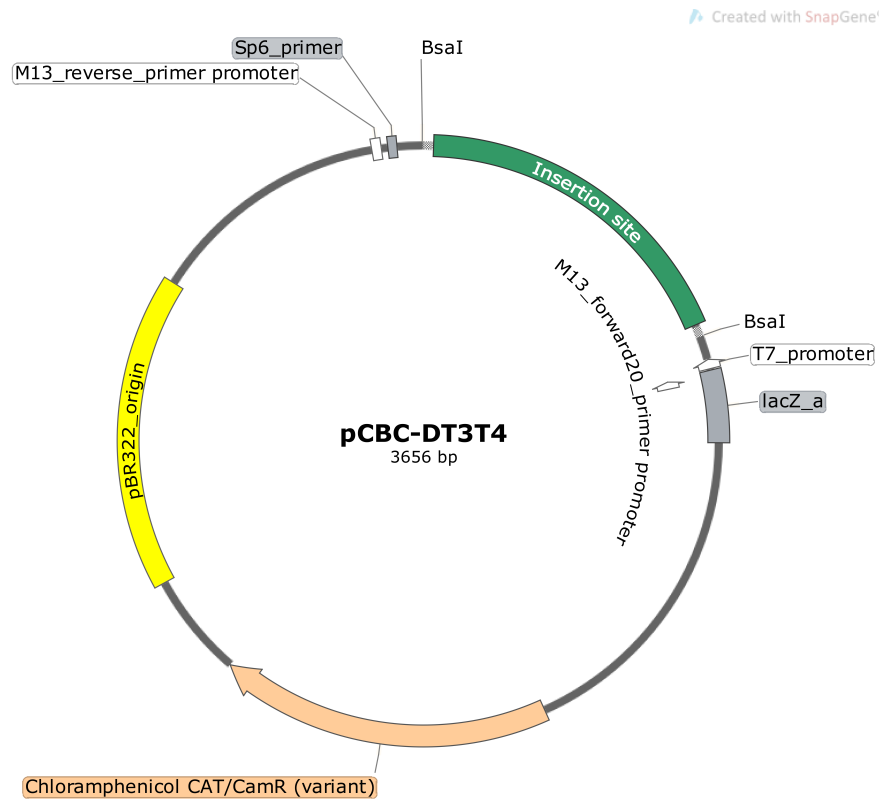 Created with SnapGene®
Sp6_primer
BsaI
M13_reverse_primer promoter
Insertion site
M13_forward20_primer promoter
BsaI
T7_promoter
lacZ_a
pBR322_origin
pCBC-DT3T4
3656 bp
Chloramphenicol CAT/CamR (variant)